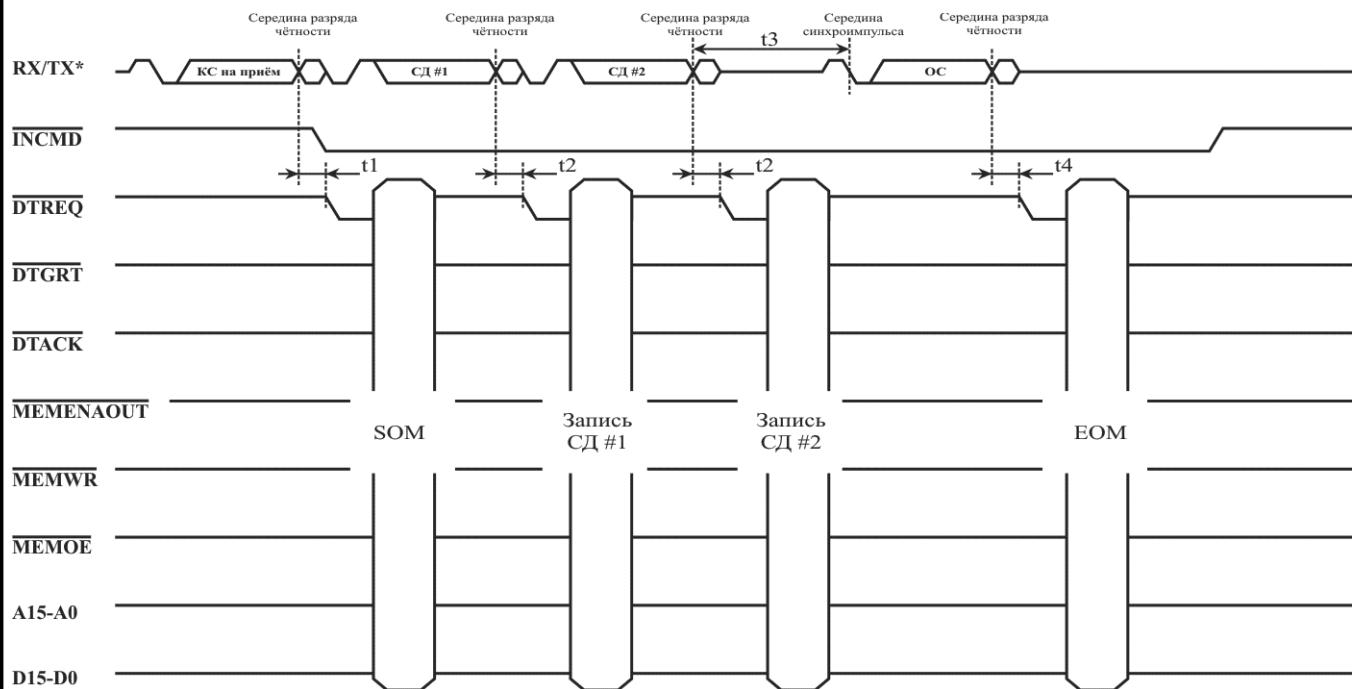 Середина разряда
чётности
Середина разряда
чётности
Середина разряда
чётности
Середина
синхроимпульса
Середина разряда
чётности
t3
RX/TX*
КС на приём
СД #1
СД #2
ОС
INCMD
t1
t2
t2
t4
DTREQ
DTGRT
DTACK
MEMENAOUT
SOM
Запись
СД #1
Запись
СД #2
EOM
MEMWR
MEMOE
A15-A0
D15-D0